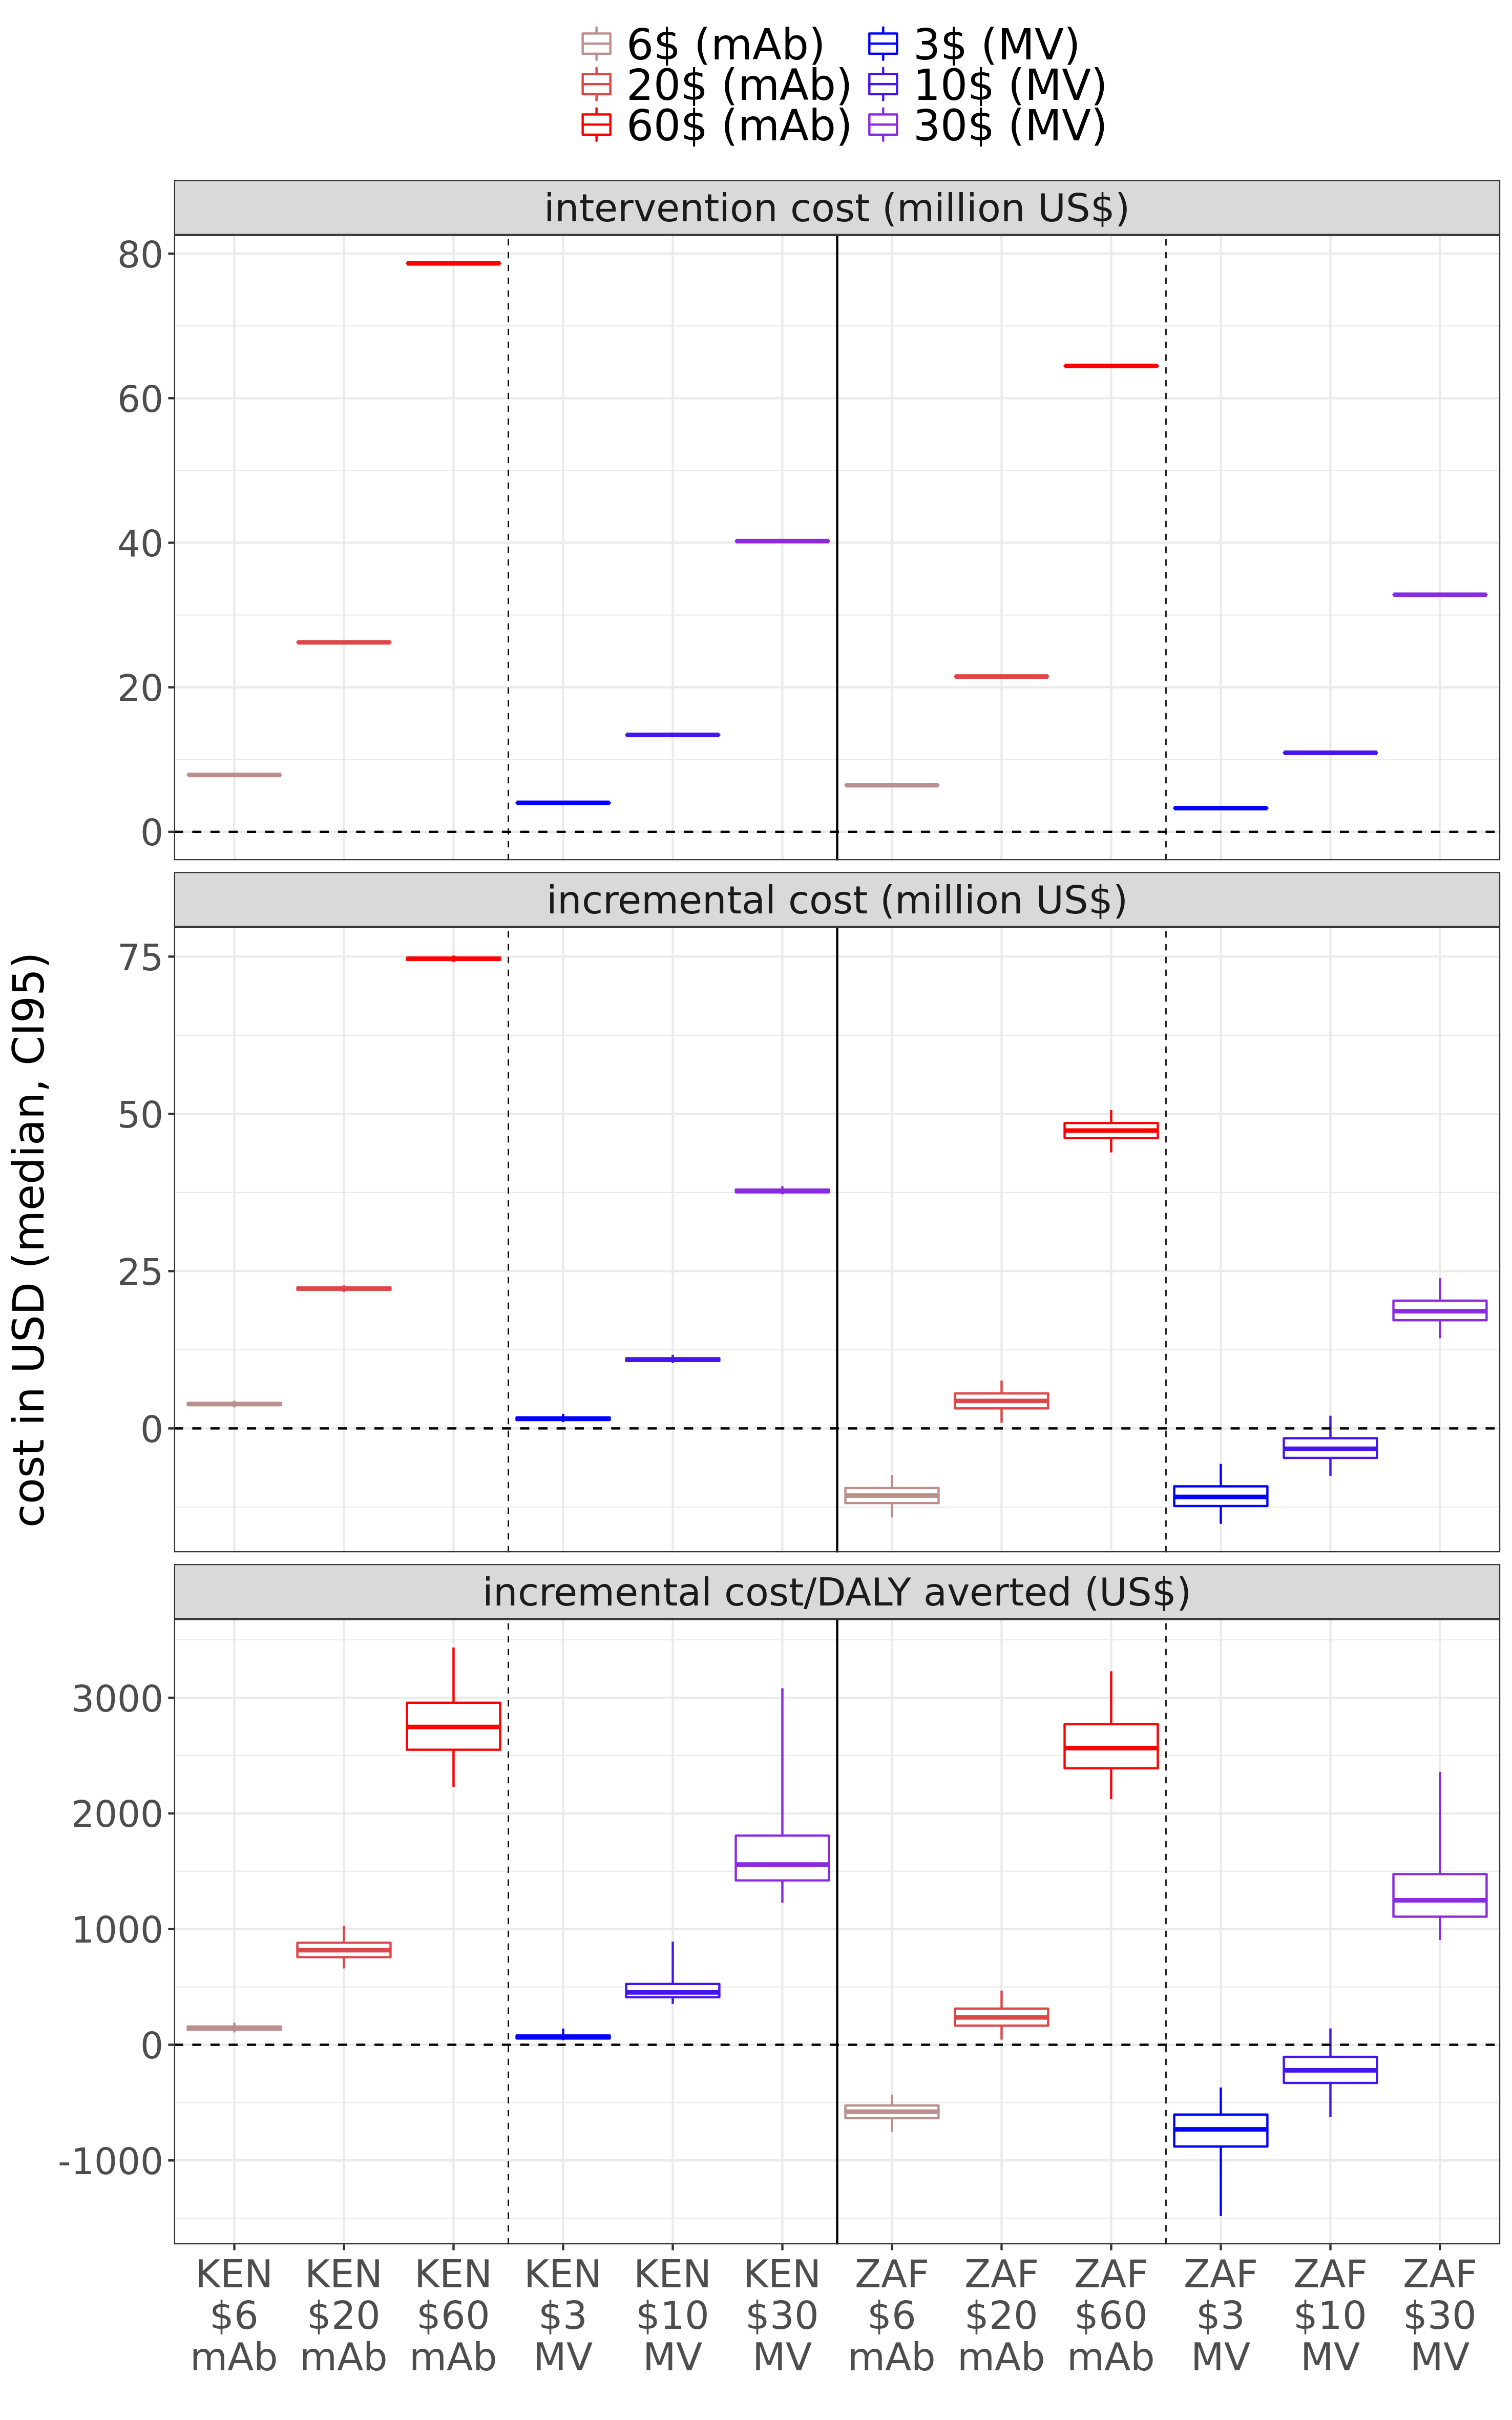 6$ (mAb) 3$ (MV)
20$ (mAb) 10$ (MV)
60$ (mAb) 30$ (MV)
intervention cost (million US$)
80
60
40
20
0
incremental cost (million US$)
75
50
25
0
incremental cost/DALY averted (US$)
3000
2000
1000
0
-1000
cost in USD (median, CI95)
KEN KEN KEN KEN KEN KEN ZAF ZAF ZAF ZAF ZAF ZAF
$6 $20 $60 $3 $10 $30 $6 $20 $60 $3 $10 $30
mAb mAb mAb MV MV MV mAb mAb mAb MV MV MV